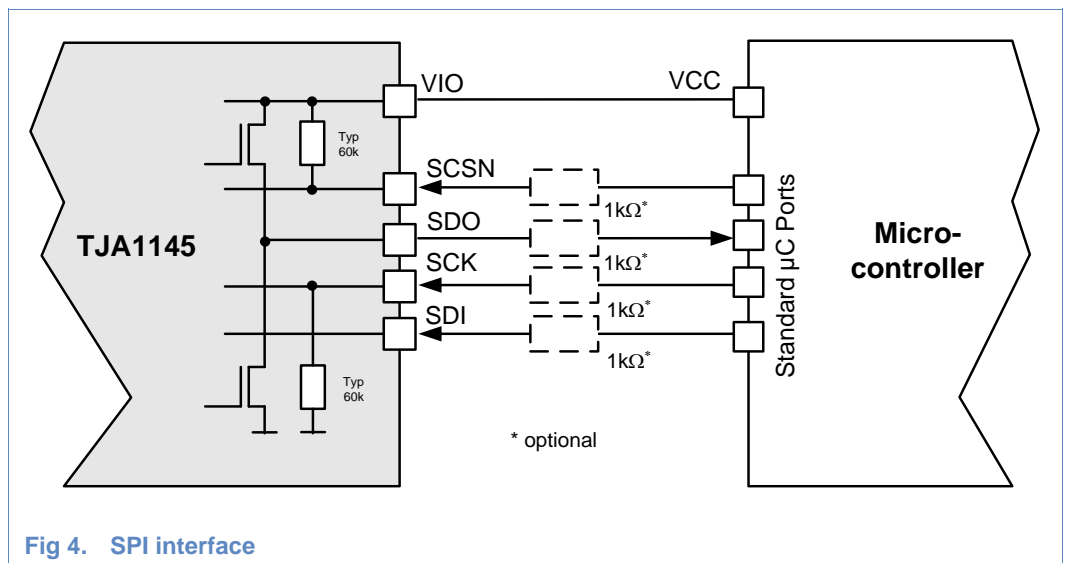 VIO
VCC
Typ
60k
SCSN
1kΩ*
SDO
1kΩ*
TJA1145
SCK
1kΩ*
SDI
1kΩ*
Typ
60k
Standard µC Ports
Micro-
controller
* optional
Fig 4. SPI interface